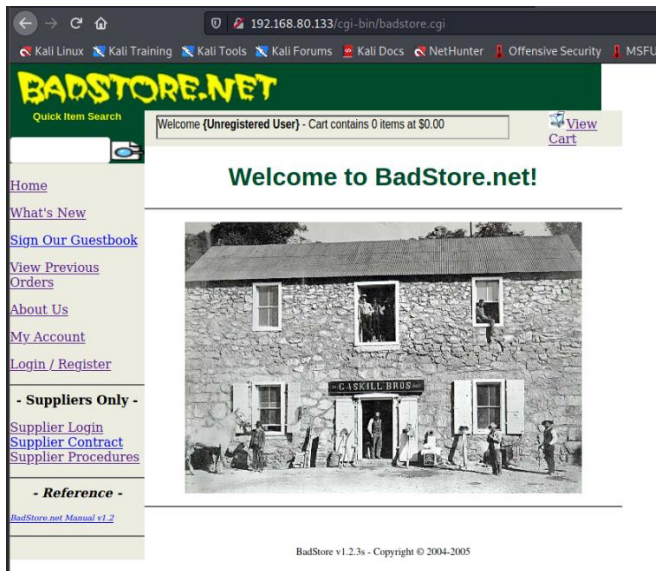 192.168.80.133/cgi-bin/badstore.cgi
Kali Linux Kali Training Kali Tools Kali Forums Kali Docs NetHunter Offensive Security MSFU
BADSTORE.NET
Quick Item Search
Welcome {Unregistered User} - Cart contains 0 items at $0.00
View
Cart
Home
What's New
Sign Our Guestbook
View Previous
Orders
About Us
My Account
Login / Register
- Suppliers Only -
Supplier Login
Supplier Contract
Supplier Procedures
- Reference -
BadStore.net Manual v1.2
Welcome to BadStore.net!
GASKILL BROS
BadStore v1.2.3s - Copyright © 2004-2005